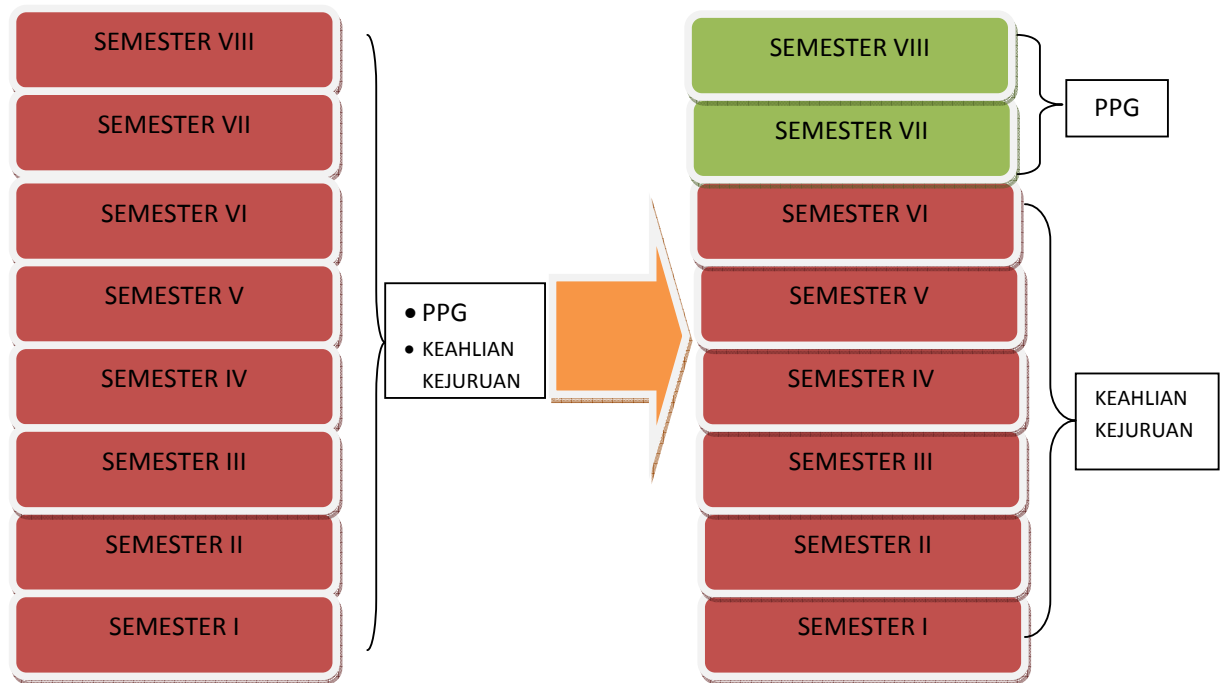 SEMESTER VIII
SEMESTER VII
SEMESTER VI
SEMESTER V
SEMESTER IV
SEMESTER III
SEMESTER II
SEMESTER I
• PPG
• KEAHLIAN
KEJURUAN
SEMESTER VIII
SEMESTER VII
SEMESTER VI
SEMESTER V
SEMESTER IV
SEMESTER III
SEMESTER II
SEMESTER I
PPG
KEAHLIAN
KEJURUAN